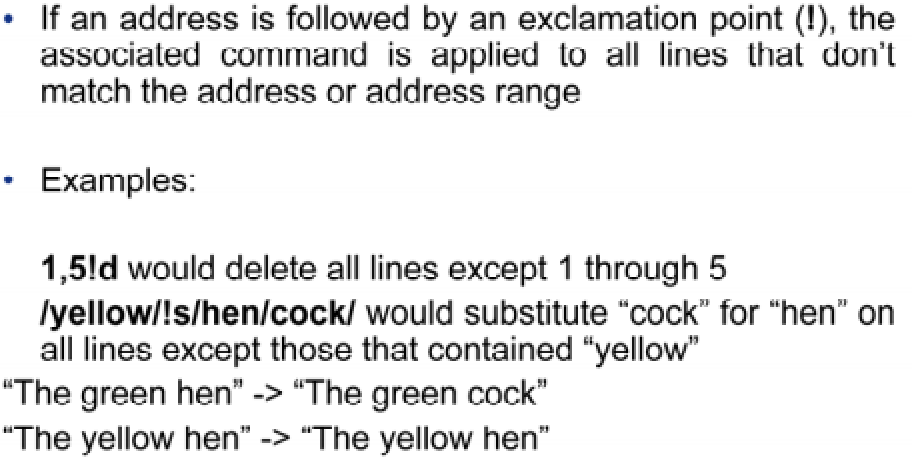 • If an address is followed by an exclamation point (!), the
associated command is applied to all lines that don’t
match the address or address range
• Examples:
1,5!d would delete all lines except 1 through 5
/yellow/!s/hen/cock/ would substitute “cock” for “hen” on
all lines except those that contained “yellow”
“The green hen” -> “The green cock”
“The yellow hen” -> “The yellow hen”